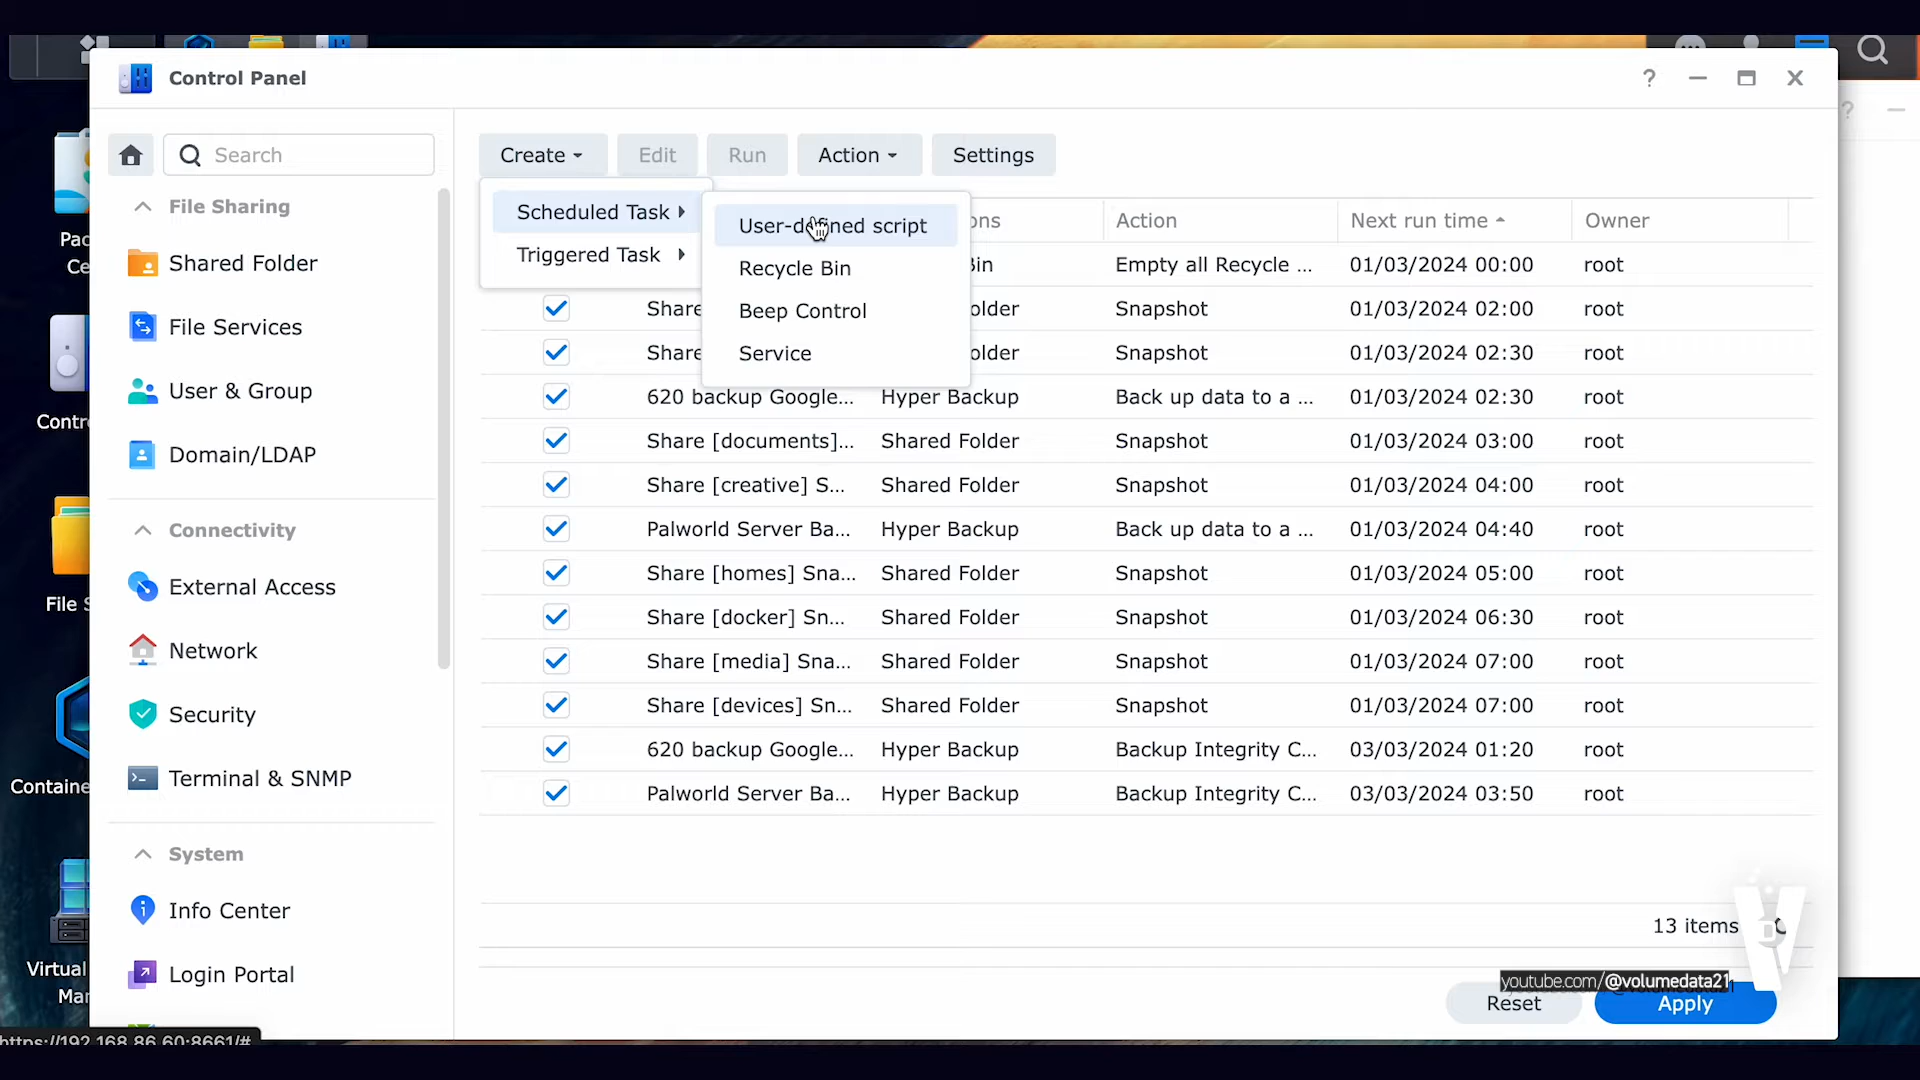 Control Panel
?
Search
Create
Edit
Run
Action
Settings
Scheduled Task
Triggered Task
User-defined script
Recycle Bin
Beep Control
Service
File Sharing
Shared Folder
File Services
User & Group
Domain/LDAP
Connectivity
External Access
Network
Security
Terminal & SNMP
System
Info Center
Login Portal
Action Next run time Owner
Empty all Recycle ... 01/03/2024 00:00 root
Snapshot 01/03/2024 02:00 root
Snapshot 01/03/2024 02:30 root
620 backup Google... Hyper Backup Back up data to a ... 01/03/2024 02:30 root
Share [documents]... Shared Folder Snapshot 01/03/2024 03:00 root
Share [creative] S... Shared Folder Snapshot 01/03/2024 04:00 root
Palworld Server Ba... Hyper Backup Back up data to a ... 01/03/2024 04:40 root
Share [homes] Sna... Shared Folder Snapshot 01/03/2024 05:00 root
Share [docker] Sn... Shared Folder Snapshot 01/03/2024 06:30 root
Share [media] Sna... Shared Folder Snapshot 01/03/2024 07:00 root
Share [devices] Sn... Shared Folder Snapshot 01/03/2024 07:00 root
620 backup Google... Hyper Backup Backup Integrity C... 03/03/2024 01:20 root
Palworld Server Ba... Hyper Backup Backup Integrity C... 03/03/2024 03:50 root
13 items
youtube.com/@volumedata21
Reset
Apply
https://192.168.86.60:8661/#